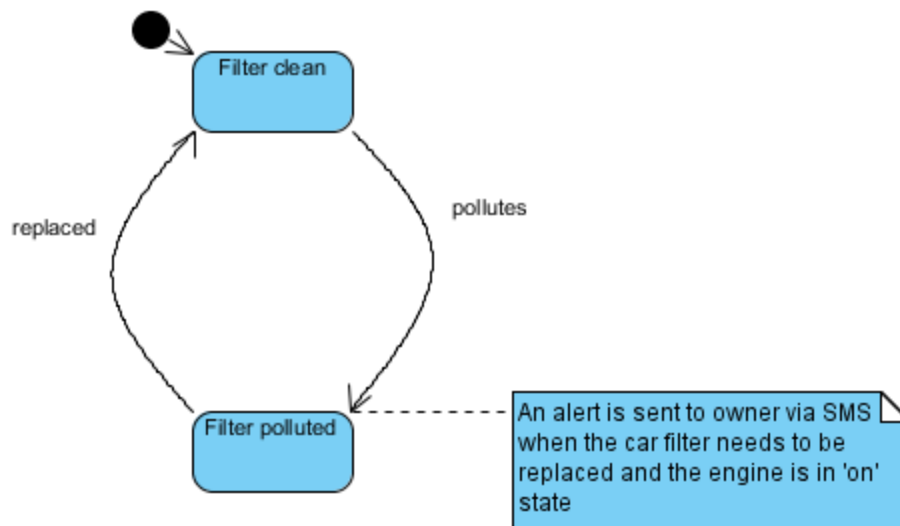 Filter clean
pollutes
replaced
Filter polluted
An alert is sent to owner via SMS
when the car filter needs to be
replaced and the engine is in 'on'
state